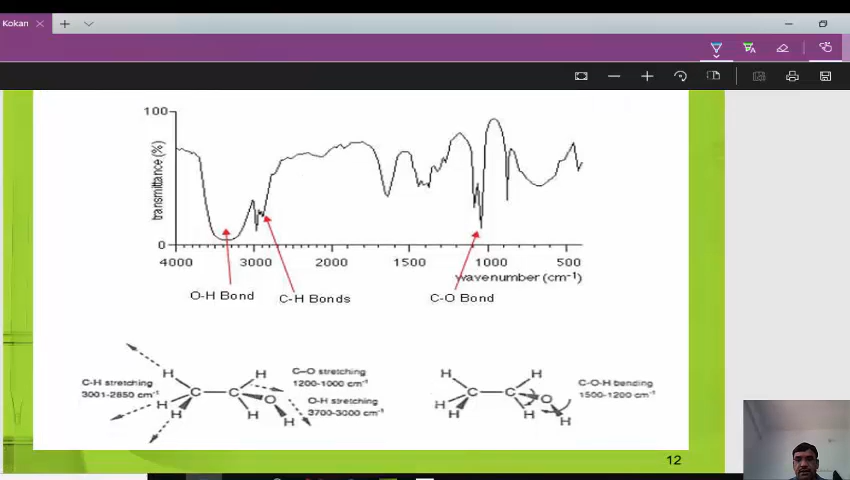 Kokan
100
transmittance (%)
0
4000 3000 2000 1500 1000 500
wavenumber (cm⁻¹)
O-H Bond
C-H Bonds
C-O Bond
C-H stretching
3001-2850 cm⁻¹
H
H
H
C
C
H
H
O
H
C—O stretching
1200-1000 cm⁻¹
O-H stretching
3700-3000 cm⁻¹
H
H
H
C
C
H
H
O
H
C-O-H bending
1500-1200 cm⁻¹
12